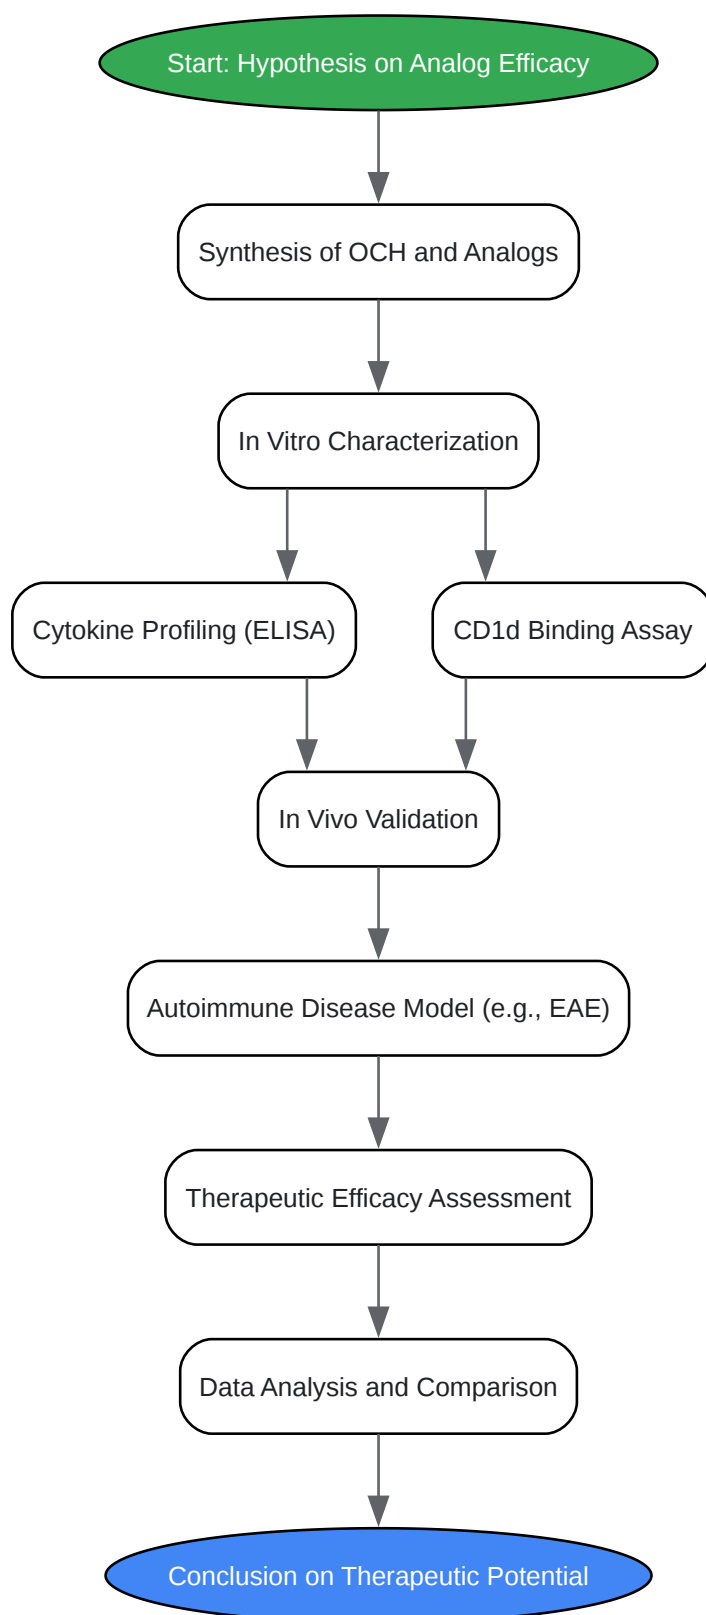 Start: Hypothesis on Analog Efficacy
Synthesis of OCH and Analogs
In Vitro Characterization
Cytokine Profiling (ELISA)
CD1d Binding Assay
In Vivo Validation
Autoimmune Disease Model (e.g., EAE)
Therapeutic Efficacy Assessment
Data Analysis and Comparison
Conclusion on Therapeutic Potential